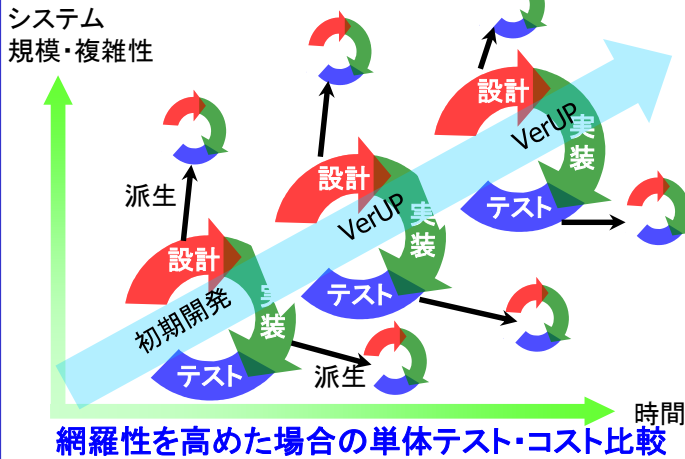 システム
規模・複雑性
設計
VerUP
実装
テスト
設計
VerUP
実装
テスト
派生
設計
初期開発
実装
テスト
派生
時間
網羅性を高めた場合の単体テスト・コスト比較